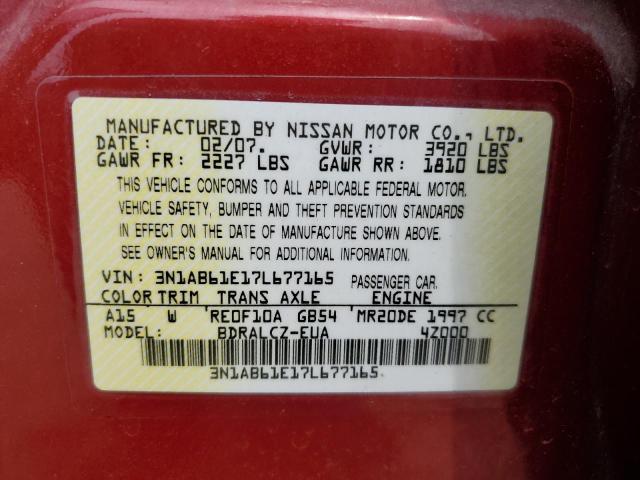 MANUFACTURED BY NISSAN MOTOR CO., LTD.
DATE: 02/07. GVWR: 3920 LBS
GAWR FR: 2227 LBS GAWR RR: 1810 LBS
THIS VEHICLE CONFORMS TO ALL APPLICABLE FEDERAL MOTOR.
VEHICLE SAFETY, BUMPER AND THEFT PREVENTION STANDARDS
IN EFFECT ON THE DATE OF MANUFACTURE SHOWN ABOVE.
SEE OWNER'S MANUAL FOR ADDITIONAL INFORMATION.
VIN: 3N1AB61E17L677165 PASSENGER CAR.
COLOR TRIM TRANS AXLE ENGINE
A15 W RE0F10A GB54 MR20DE 1997 CC
MODEL: BDRALCZ-EUA 4Z000
3N1AB61E17L677165